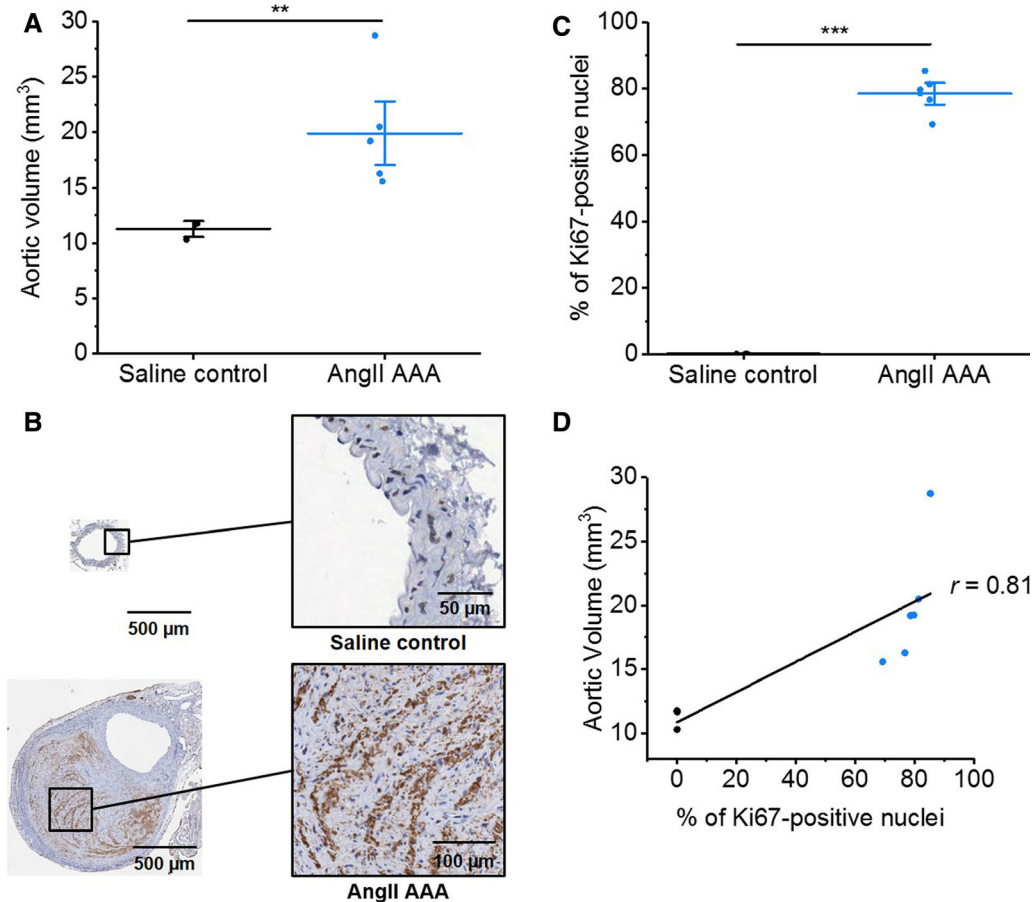 A
**
30
25
20
15
10
5
0
Aortic volume (mm³)
Saline control
AngII AAA
C
***
100
80
60
40
20
0
% of Ki67-positive nuclei
Saline control
AngII AAA
B
500 µm
50 µm
Saline control
500 µm
100 µm
AngII AAA
D
30
25
20
15
10
Aortic Volume (mm³)
r = 0.81
0 20 40 60 80 100
% of Ki67-positive nuclei